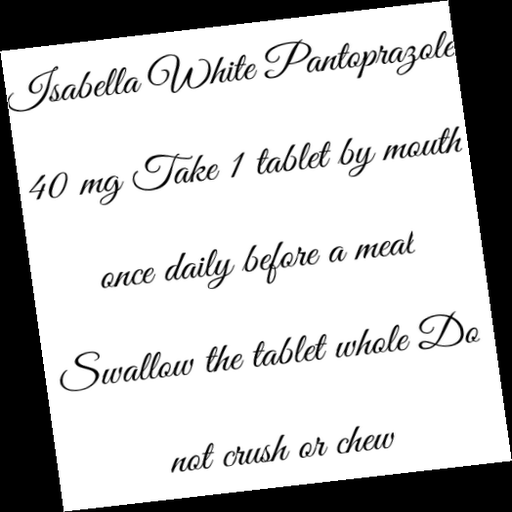 Isabella White Pantoprazole
40 mg Take 1 tablet by mouth
once daily before a meal
Swallow the tablet whole Do
not crush or chew